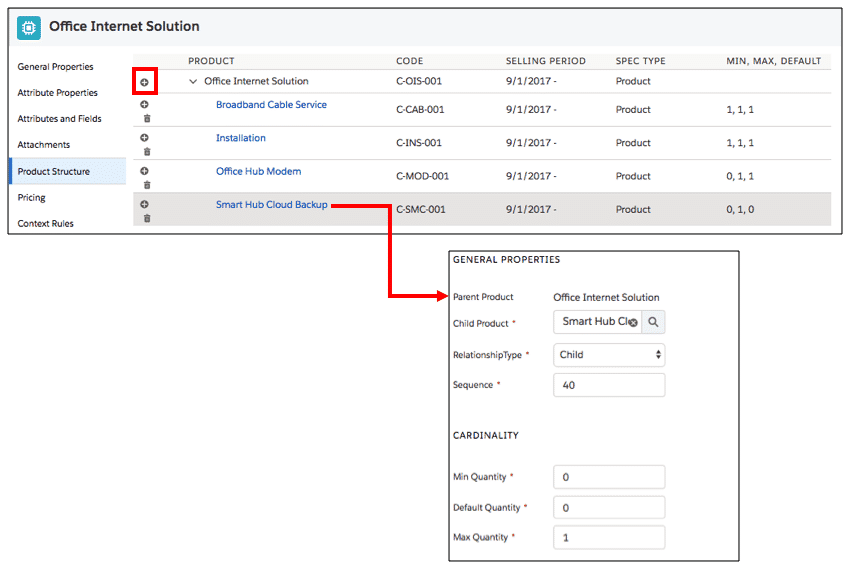 Office Internet Solution
General Properties
Attribute Properties
Attributes and Fields
Attachments
Product Structure
Pricing
Context Rules
PRODUCT CODE SELLING PERIOD SPEC TYPE MIN, MAX, DEFAULT
Office Internet Solution C-OIS-001 9/1/2017 - Product
Broadband Cable Service C-CAB-001 9/1/2017 - Product 1, 1, 1
Installation C-INS-001 9/1/2017 - Product 1, 1, 1
Office Hub Modem C-MOD-001 9/1/2017 - Product 0, 1, 1
Smart Hub Cloud Backup C-SMC-001 9/1/2017 - Product 0, 1, 0
GENERAL PROPERTIES
Parent Product Office Internet Solution
Child Product * Smart Hub Cl
RelationshipType * Child
Sequence * 40
CARDINALITY
Min Quantity * 0
Default Quantity * 0
Max Quantity * 1